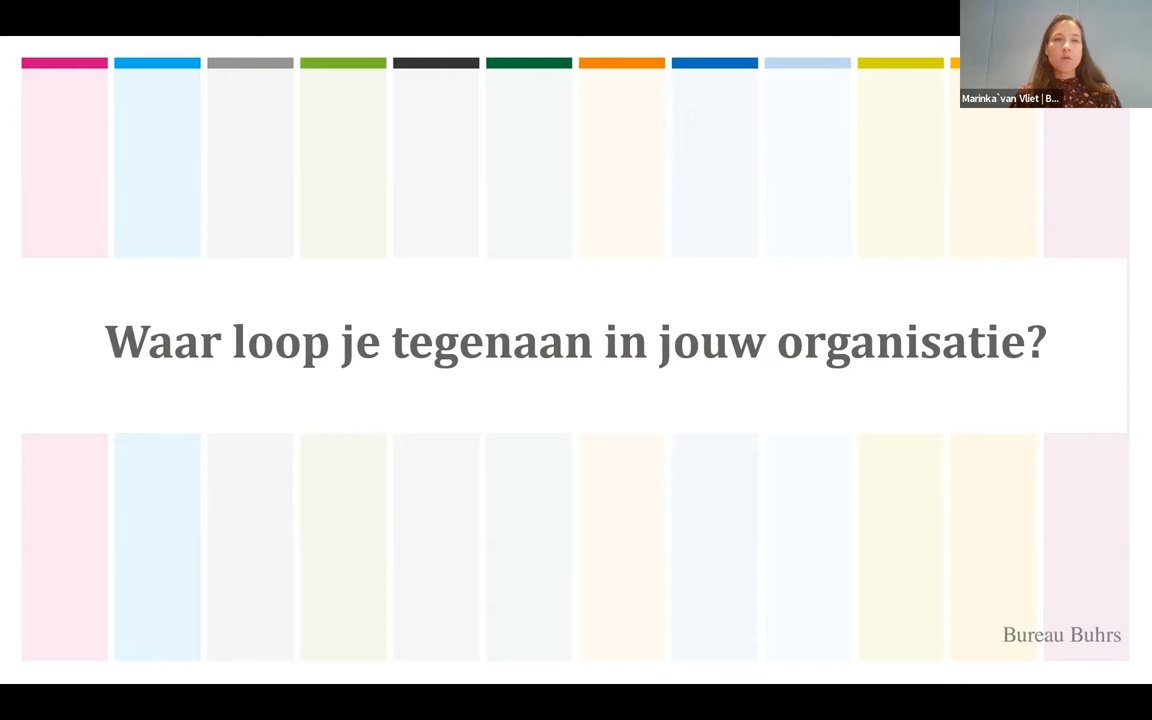 Marinka`van Vliet | B...
Waar loop je tegenaan in jouw organisatie?
Bureau Buhrs